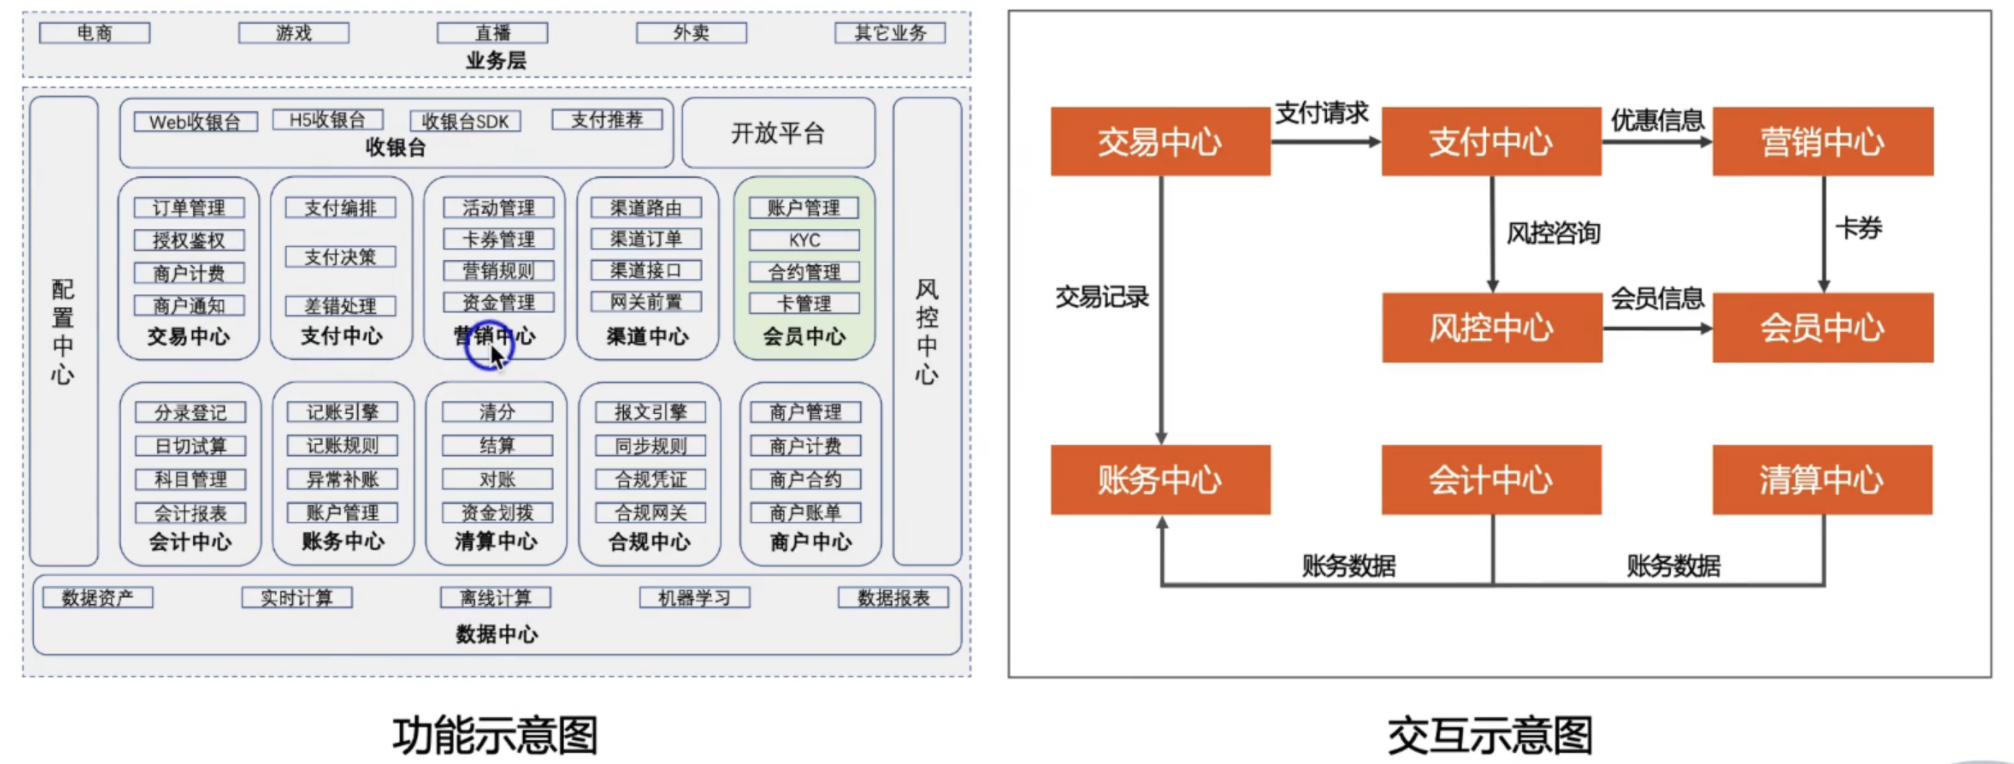 电商
游戏
直播
外卖
其它业务
业务层
配置中心
Web收银台
H5收银台
收银台SDK
支付推荐
收银台
开放平台
订单管理
授权鉴权
商户计费
商户通知
交易中心
支付编排
支付决策
差错处理
支付中心
活动管理
卡券管理
营销规则
资金管理
营销中心
渠道路由
渠道订单
渠道接口
网关前置
渠道中心
账户管理
KYC
合约管理
卡管理
会员中心
分录登记
日切试算
科目管理
会计报表
会计中心
记账引擎
记账规则
异常补账
账户管理
账务中心
清分
结算
对账
资金划拨
清算中心
报文引擎
同步规则
合规凭证
合规网关
合规中心
商户管理
商户计费
商户合约
商户账单
商户中心
风控中心
数据资产
实时计算
离线计算
机器学习
数据报表
数据中心
功能示意图
交易中心
支付请求
支付中心
优惠信息
营销中心
交易记录
风控咨询
卡券
风控中心
会员信息
会员中心
账务中心
会计中心
清算中心
账务数据
账务数据
交互示意图